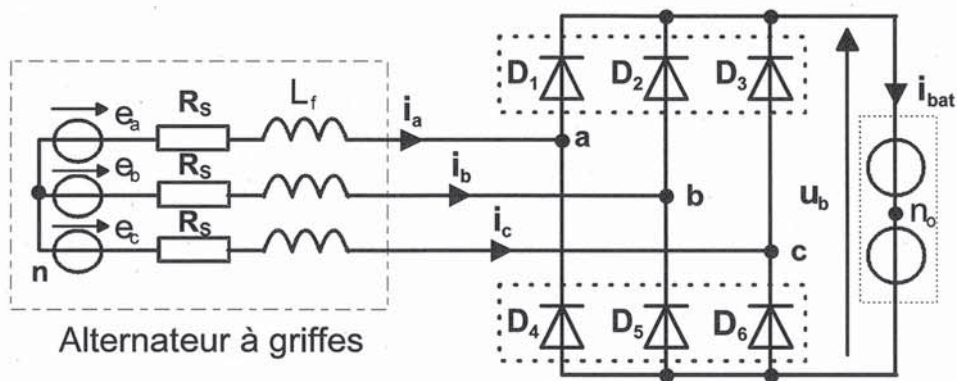 D₁ D₂ D₃
i_bat
e_a R_S L_f i_a
a
e_b R_S i_b
b
u_b n_o
e_c R_S i_c
c
n
D₄ D₅ D₆
Alternateur à griffes